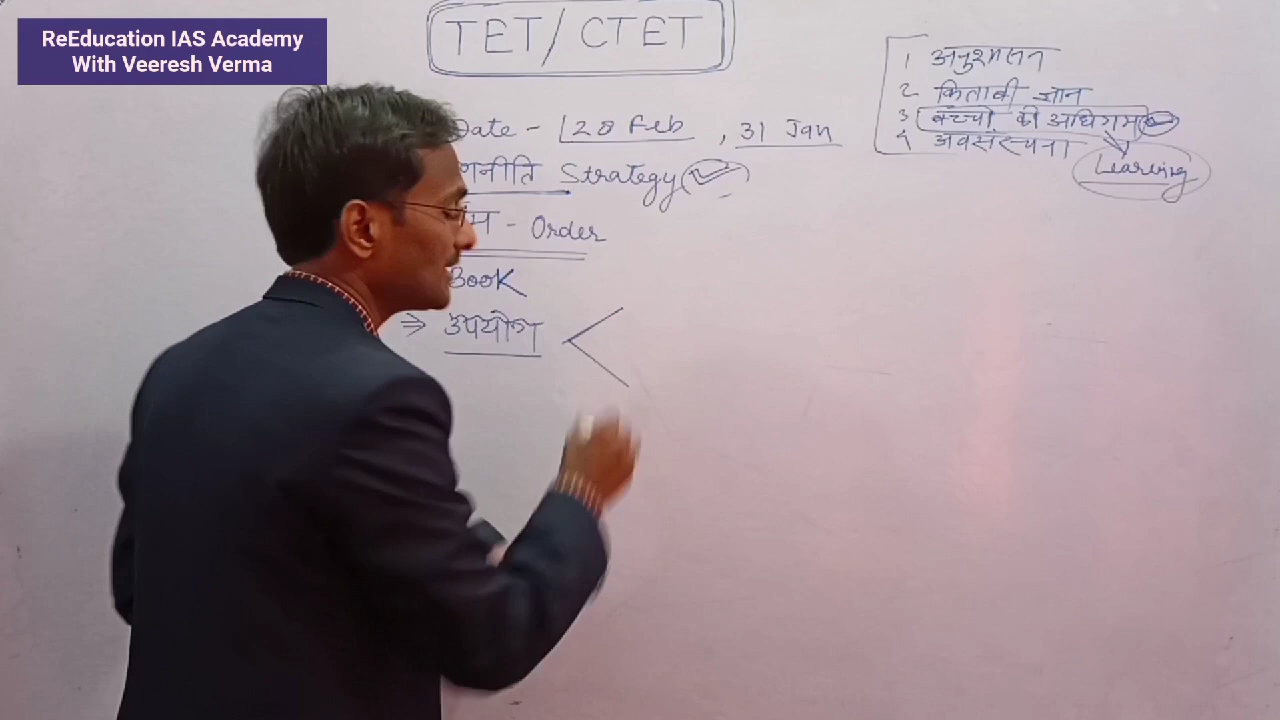 ReEducation IAS Academy
With Veeresh Verma
TET/CTET
Date - 28 Feb, 31 Jan
णनीति Strategy
म - Order
Book
⇒ उपयोग <
1 अनुशासन
2 किताबी ज्ञान
3 बच्चों की अधिगम
4 अवसंरचना
Learning